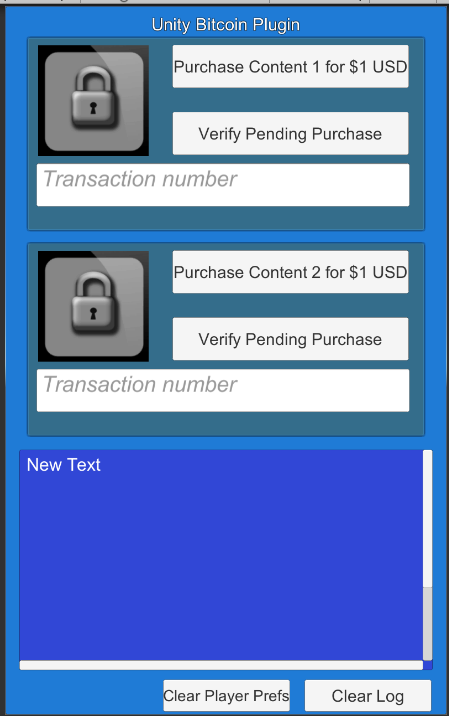 Unity Bitcoin Plugin
Purchase Content 1 for $1 USD
Verify Pending Purchase
Transaction number
Purchase Content 2 for $1 USD
Verify Pending Purchase
Transaction number
New Text
Clear Player Prefs
Clear Log